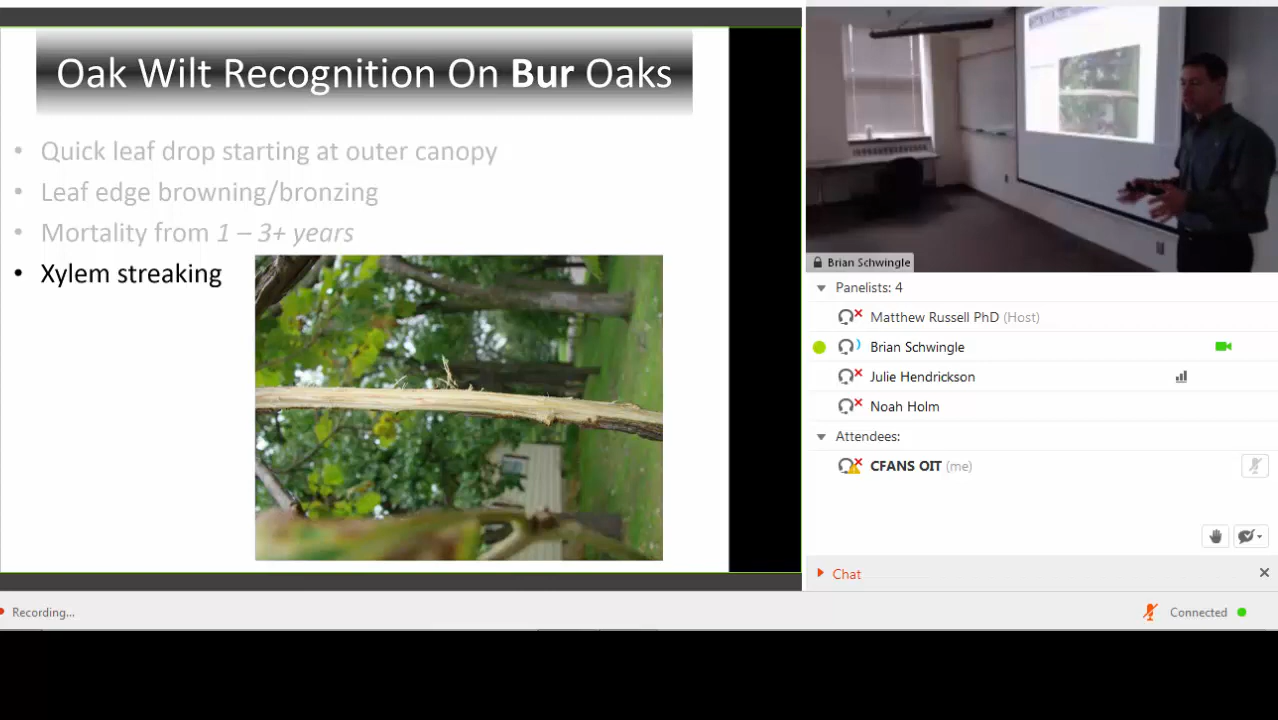 Oak Wilt Recognition On Bur Oaks
• Quick leaf drop starting at outer canopy
• Leaf edge browning/bronzing
• Mortality from 1 – 3+ years
• Xylem streaking
Brian Schwingle
Panelists: 4
Matthew Russell PhD (Host)
Brian Schwingle
Julie Hendrickson
Noah Holm
Attendees:
CFANS OIT (me)
Chat
Recording...
Connected